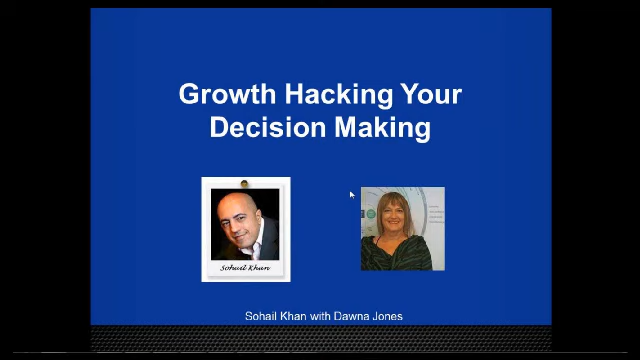 Growth Hacking Your
Decision Making
Sohail Khan
Sohail Khan with Dawna Jones